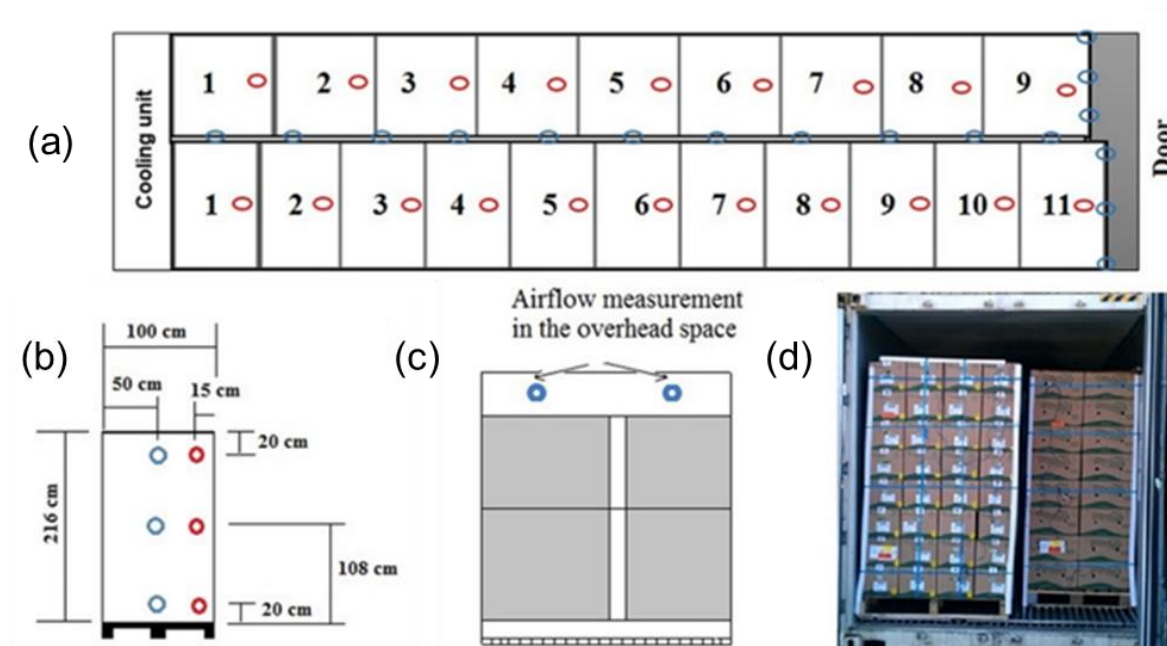 (a)
Cooling unit
1 2 3 4 5 6 7 8 9
1 2 3 4 5 6 7 8 9 10 11
Door
(b)
100 cm
50 cm
15 cm
20 cm
216 cm
108 cm
20 cm
(c)
Airflow measurement
in the overhead space
(d)